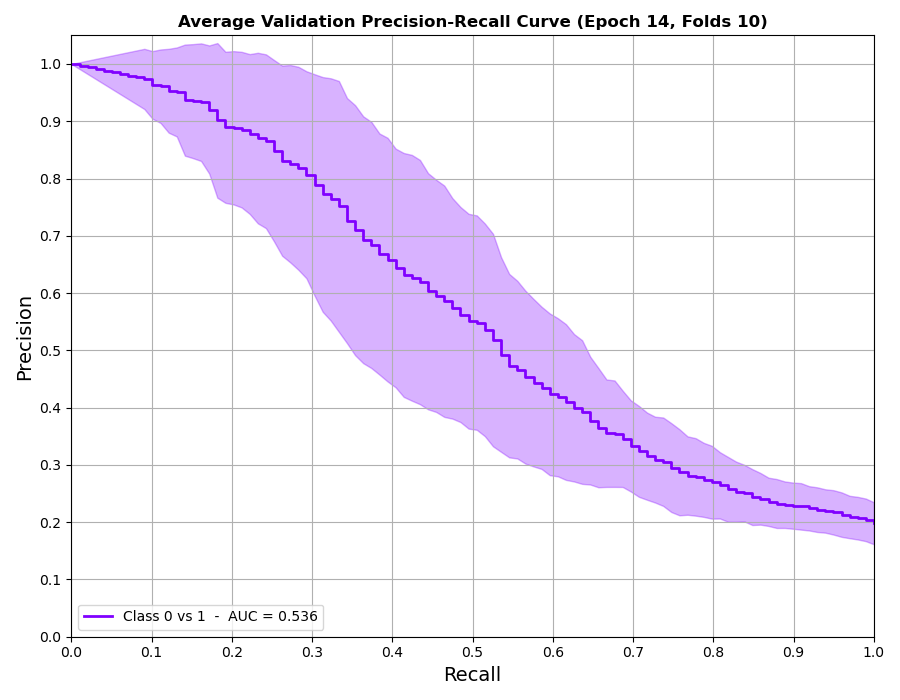 Average Validation Precision-Recall Curve (Epoch 14, Folds 10)
1.0
0.9
0.8
0.7
0.6
0.5
0.4
0.3
0.2
0.1
0.0
Precision
Class 0 vs 1 - AUC = 0.536
0.0 0.1 0.2 0.3 0.4 0.5 0.6 0.7 0.8 0.9 1.0
Recall